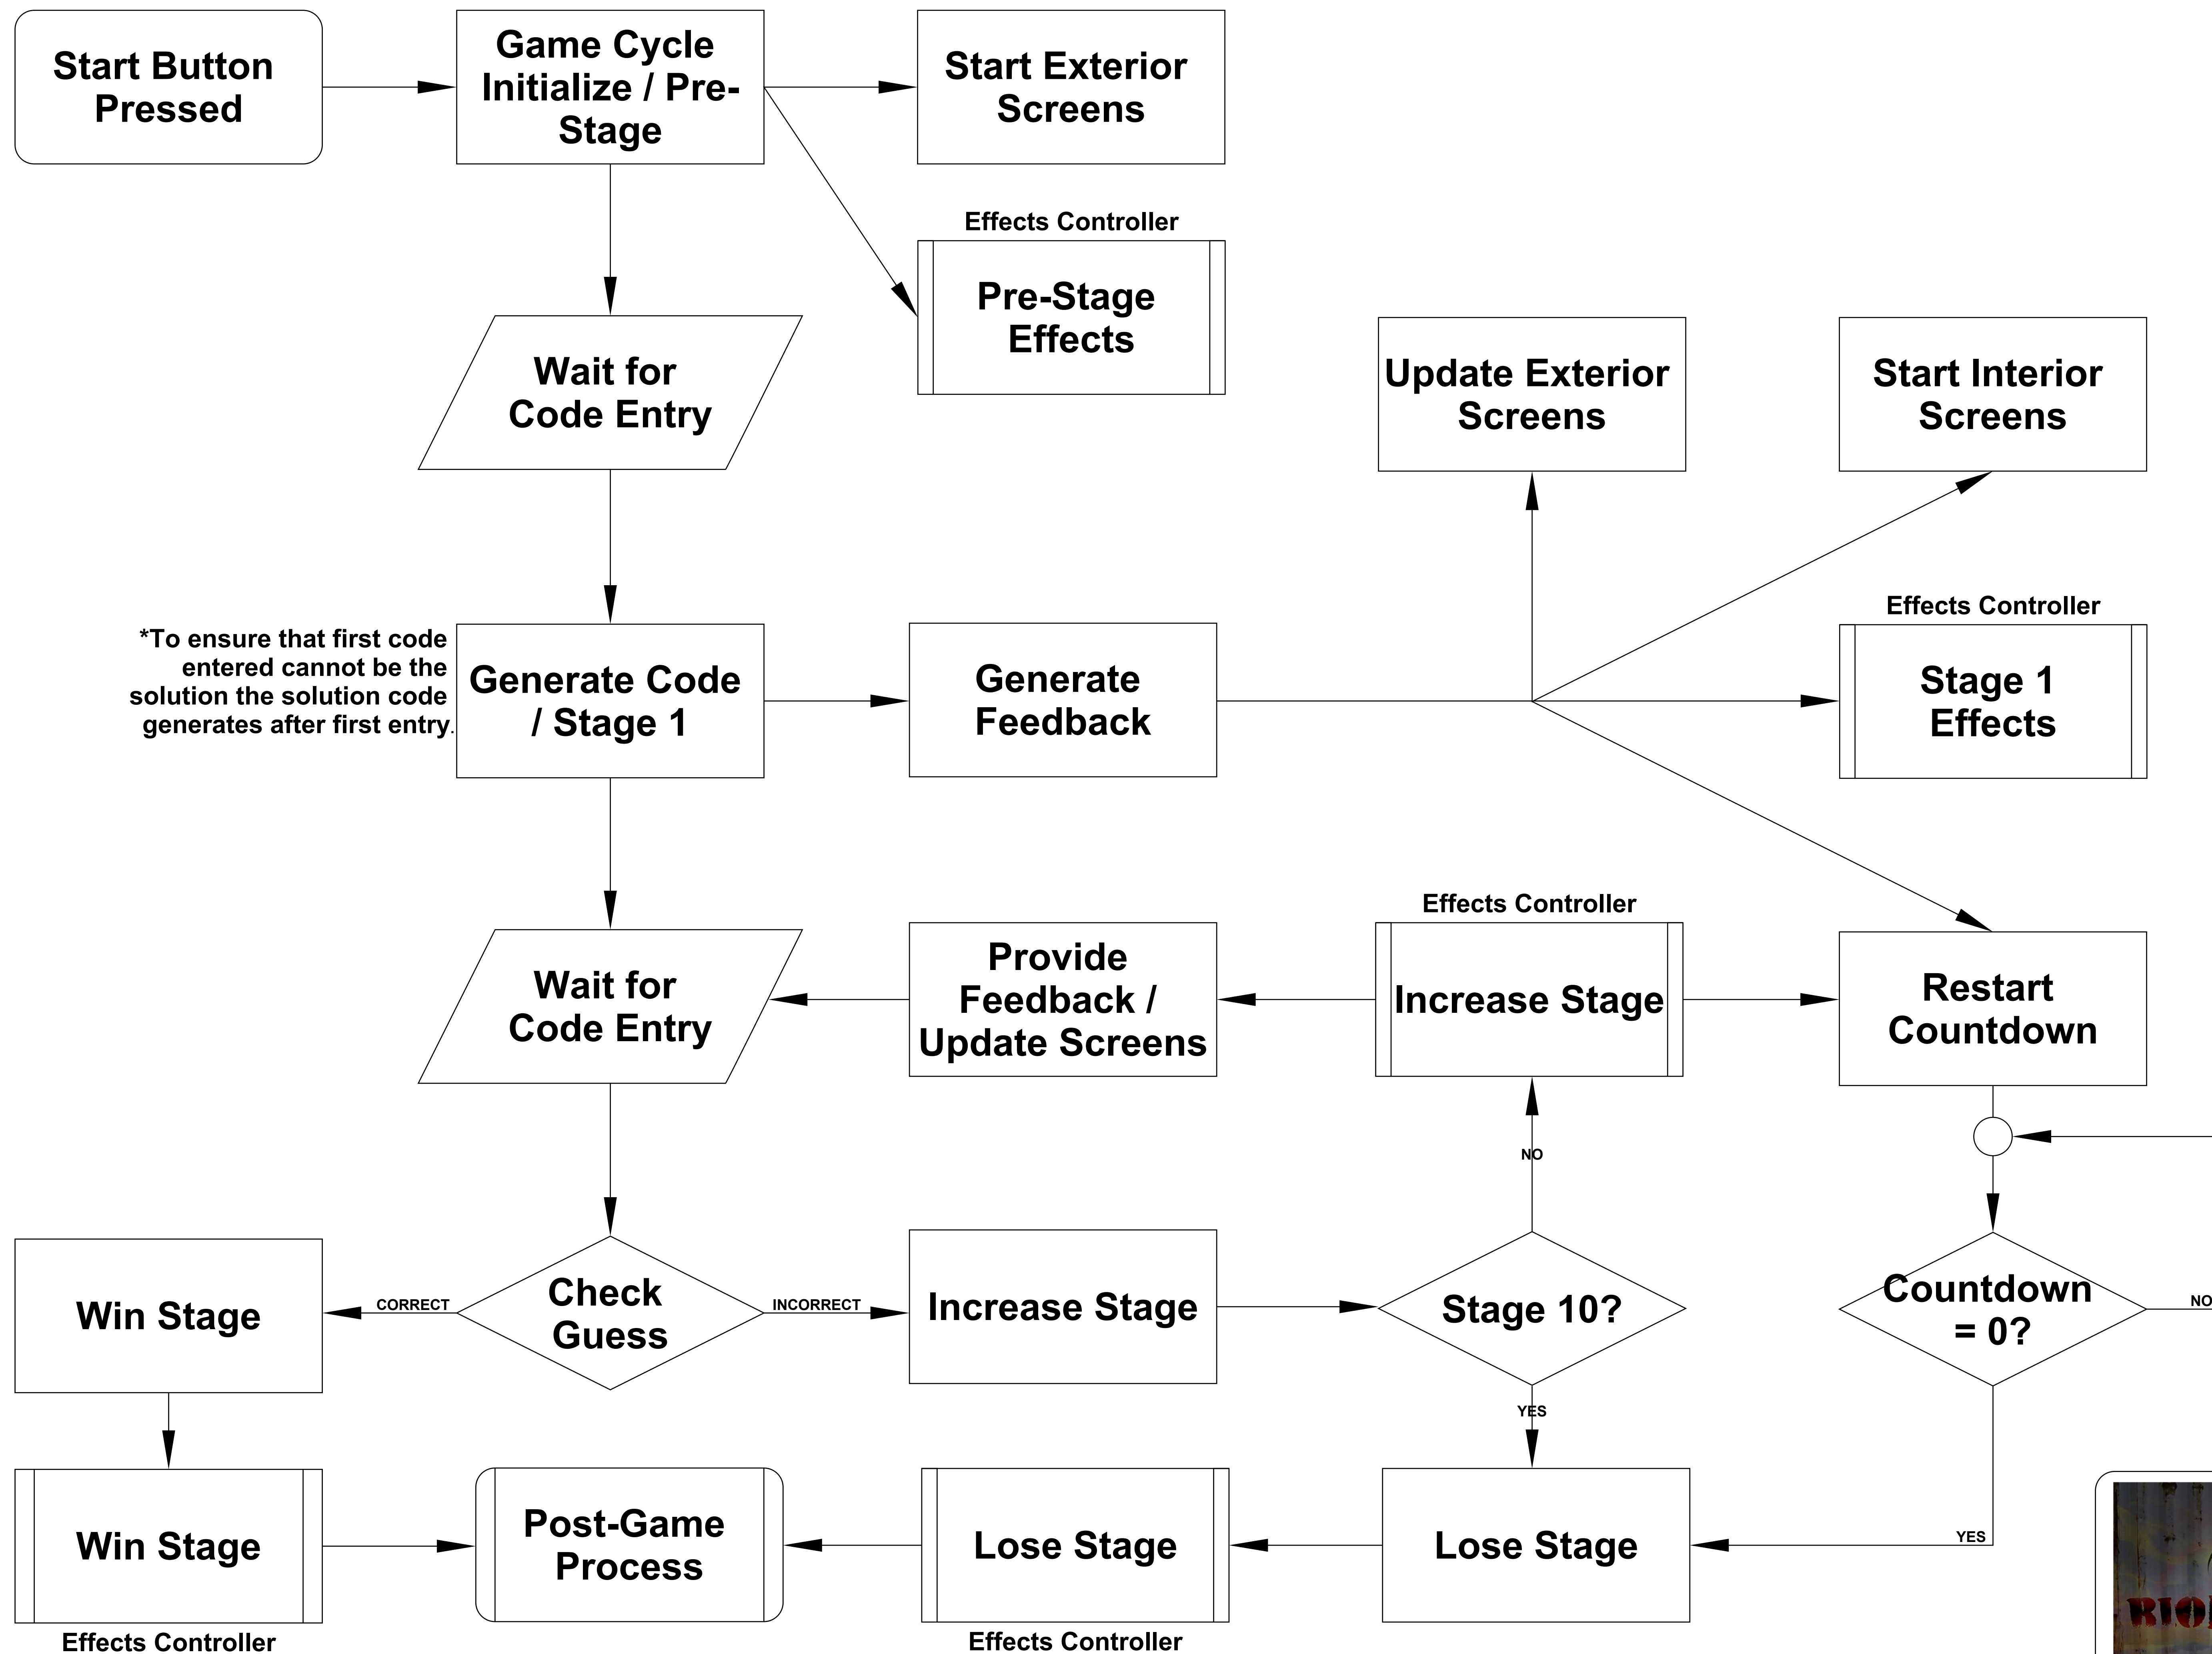 Start Button
Pressed
Game Cycle
Initialize / Pre-
Stage
Start Exterior
Screens
Effects Controller
Pre-Stage
Effects
Wait for
Code Entry
Update Exterior
Screens
Start Interior
Screens
*To ensure that first code
entered cannot be the
solution the solution code
generates after first entry.
Generate Code
/ Stage 1
Generate
Feedback
Effects Controller
Stage 1
Effects
Wait for
Code Entry
Provide
Feedback /
Update Screens
Effects Controller
Increase Stage
Restart
Countdown
NO
Win Stage
CORRECT
Check
Guess
INCORRECT
Increase Stage
Stage 10?
Countdown
= 0?
NO
YES
YES
Win Stage
Effects Controller
Post-Game
Process
Lose Stage
Effects Controller
Lose Stage